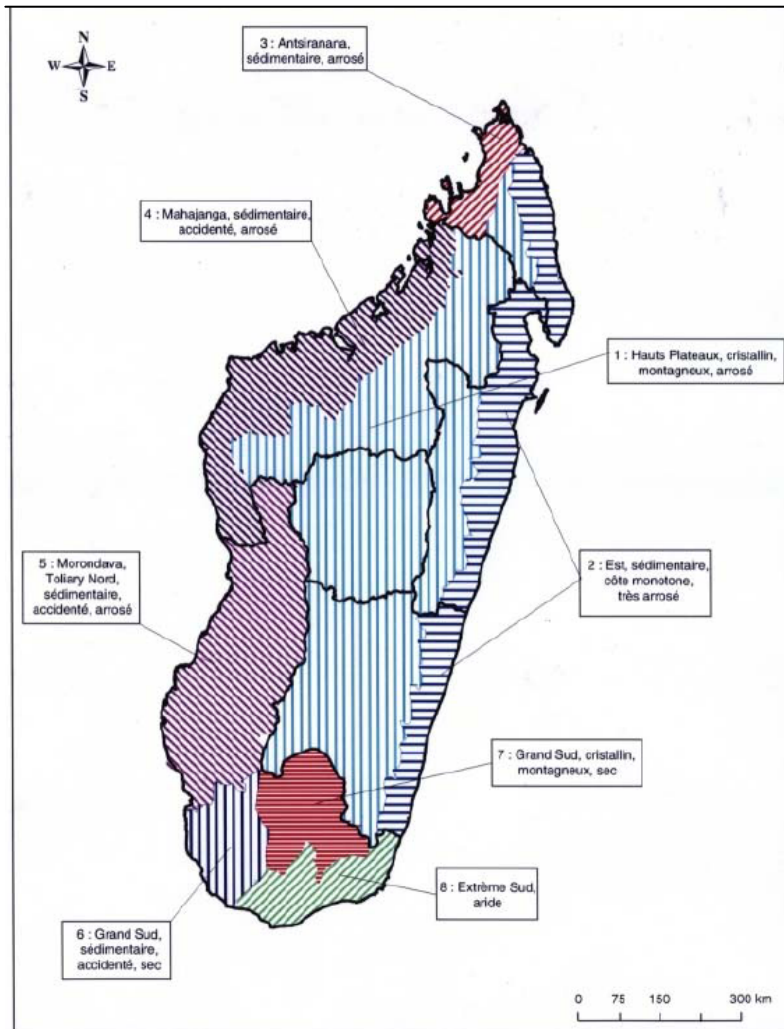 N
W E
S
3 : Antsiranana,
sédimentaire, arrosé
4 : Mahajanga, sédimentaire,
accidenté, arrosé
1 : Hauts Plateaux, cristallin,
montagneux, arrosé
5 : Morondava,
Toliary Nord,
sédimentaire,
accidenté, arrosé
2 : Est, sédimentaire,
côte monotone,
très arrosé
7 : Grand Sud, cristallin,
montagneux, sec
8 : Extrême Sud,
aride
6 : Grand Sud,
sédimentaire,
accidenté, sec
0 75 150 300 km